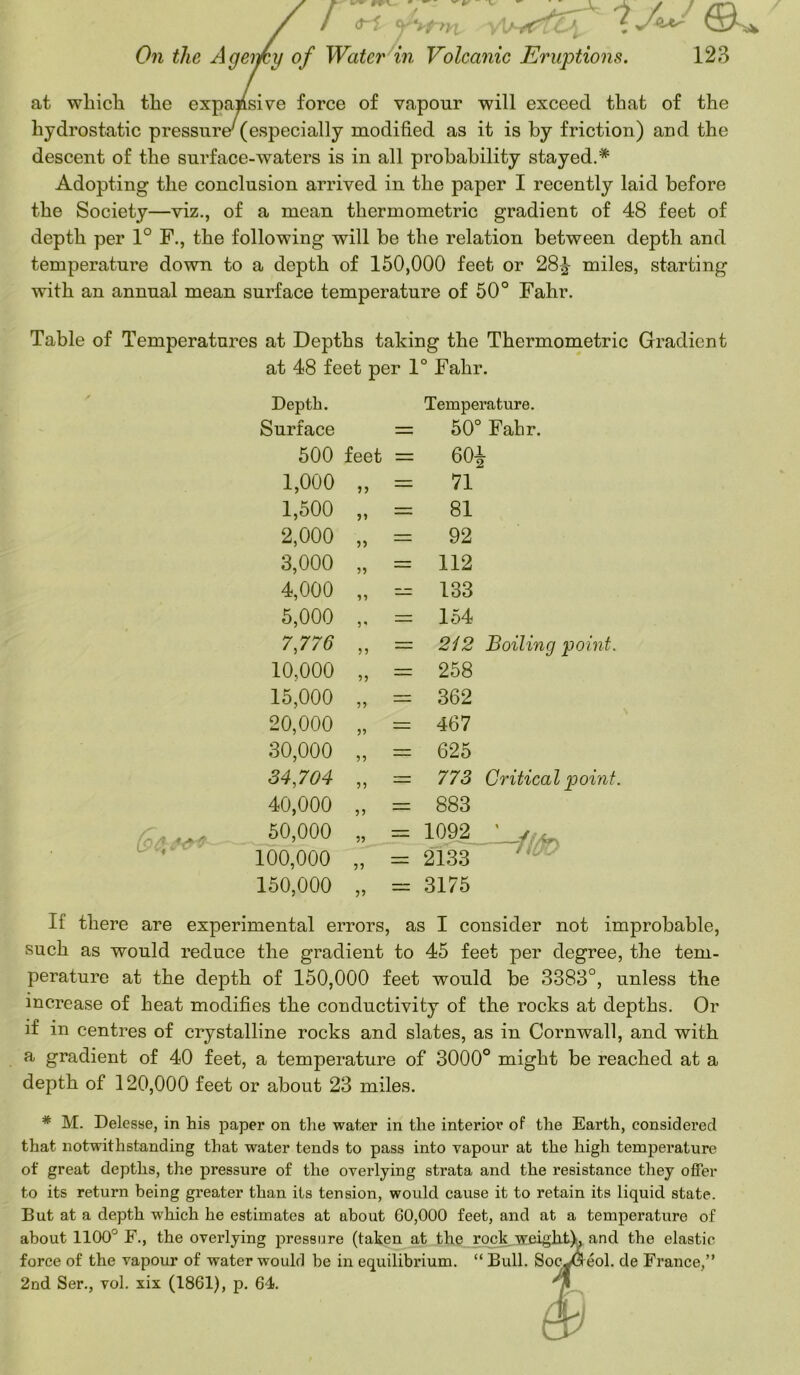 On the Agency of Water in Volcanic Eruptions. 123
at which the expansive force of vapour will exceed that of the
hydrostatic pressure (especially modified as it is by friction) and the
descent of the surface-waters is in all probability stayed.*
Adopting the conclusion arrived in the paper I recently laid before
the Society—viz., of a mean thermometric gradient of 48 feet of
depth per 1° F., the following will be the relation between depth and
temperature down to a depth of 150,000 feet or 28½ miles, starting
with an annual mean surface temperature of 50° Fahr.
Table of Temperatures at Depths taking the Thermometric Gradient
at 48 feet per 1° Fahr.
Depth. Temperature.
Surface = 50° Fahr.
500 feet = 60½
1,000 „ = 71
1,500 „ = 81
2,000 „ = 92
3,000 „ = 112
4,000 „ = 133
5,000 „ = 154
7,776 „ = 212 Boiling point.
10,000 „ = 258
15,000 „ = 362
20,000 „ = 467
30,000 „ = 625
34,704 „ = 773 Critical point.
40,000 „ = 883
50,000 „ = 1092
100,000 „ = 2133
150,000 „ = 3175
If there are experimental errors, as I consider not improbable,
such as would reduce the gradient to 45 feet per degree, the tem-
perature at the depth of 150,000 feet would be 3383°, unless the
increase of heat modifies the conductivity of the rocks at depths. Or
if in centres of crystalline rocks and slates, as in Cornwall, and with
a gradient of 40 feet, a temperature of 3000° might be reached at a
depth of 120,000 feet or about 23 miles.
* M. Delesse, in his paper on the water in the interior of the Earth, considered
that notwithstanding that water tends to pass into vapour at the high temperature
of great depths, the pressure of the overlying strata and the resistance they offer
to its return being greater than its tension, would cause it to retain its liquid state.
But at a depth which he estimates at about 60,000 feet, and at a temperature of
about 1100° F., the overlying pressure (taken at the rock weight), and the elastic
force of the vapour of water would be in equilibrium. “ Bull. Soc. Géol. de France,”
2nd Ser., vol. xix (1861), p. 64.